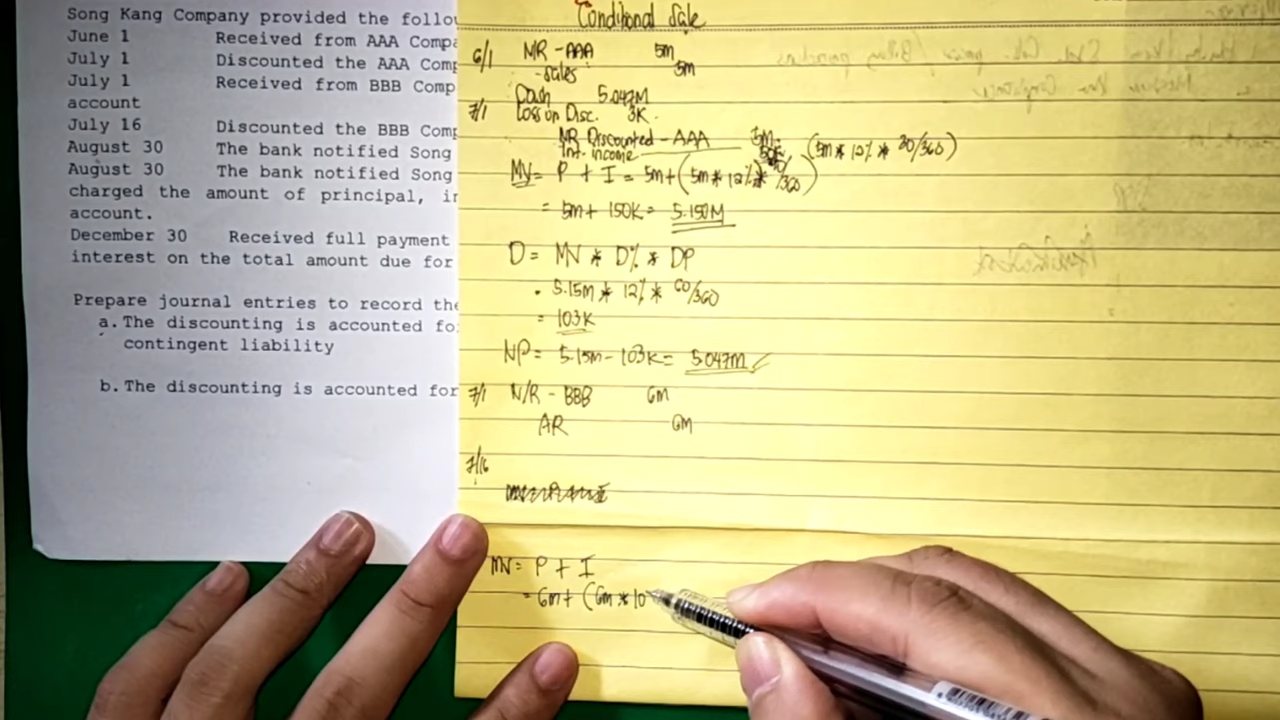 Song Kang Company provided the follow
June 1 Received from AAA Compa
July 1 Discounted the AAA Comp
July 1 Received from BBB Comp
account
July 16 Discounted the BBB Comp
August 30 The bank notified Song
August 30 The bank notified Song
charged the amount of principal, in
account.
December 30 Received full payment
interest on the total amount due for
Prepare journal entries to record the
a. The discounting is accounted fo
contingent liability
b. The discounting is accounted for
Conditional Sale
6/1 N/R - AAA 5m
Sales 5m
Cash 5.047M
7/1 Loss on Disc. 3K
NR Discounted - AAA 5m
Int. income (5m * 12% * 30/360)
MV = P + I = 5m + (5m * 12% * /360)
= 5m + 150K = 5.150M
D = MV * D% * DP
= 5.15m * 12% * 60/360
= 103K
NP = 5.15m - 103K = 5.047M
7/1 N/R - BBB 6m
AR 6m
7/16
MV = P + I
= 6m + (6m * 10